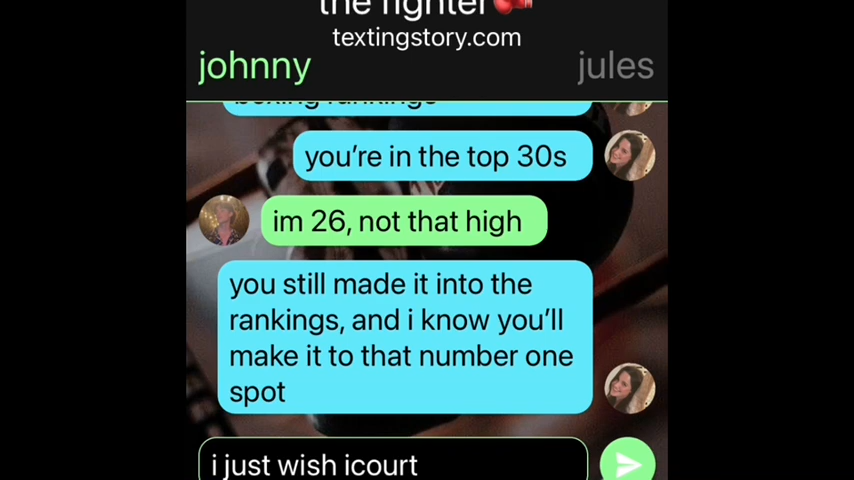 the fighter🥊
textingstory.com
johnny
jules
boxing rankings
you’re in the top 30s
im 26, not that high
you still made it into the
rankings, and i know you’ll
make it to that number one
spot
i just wish icourt